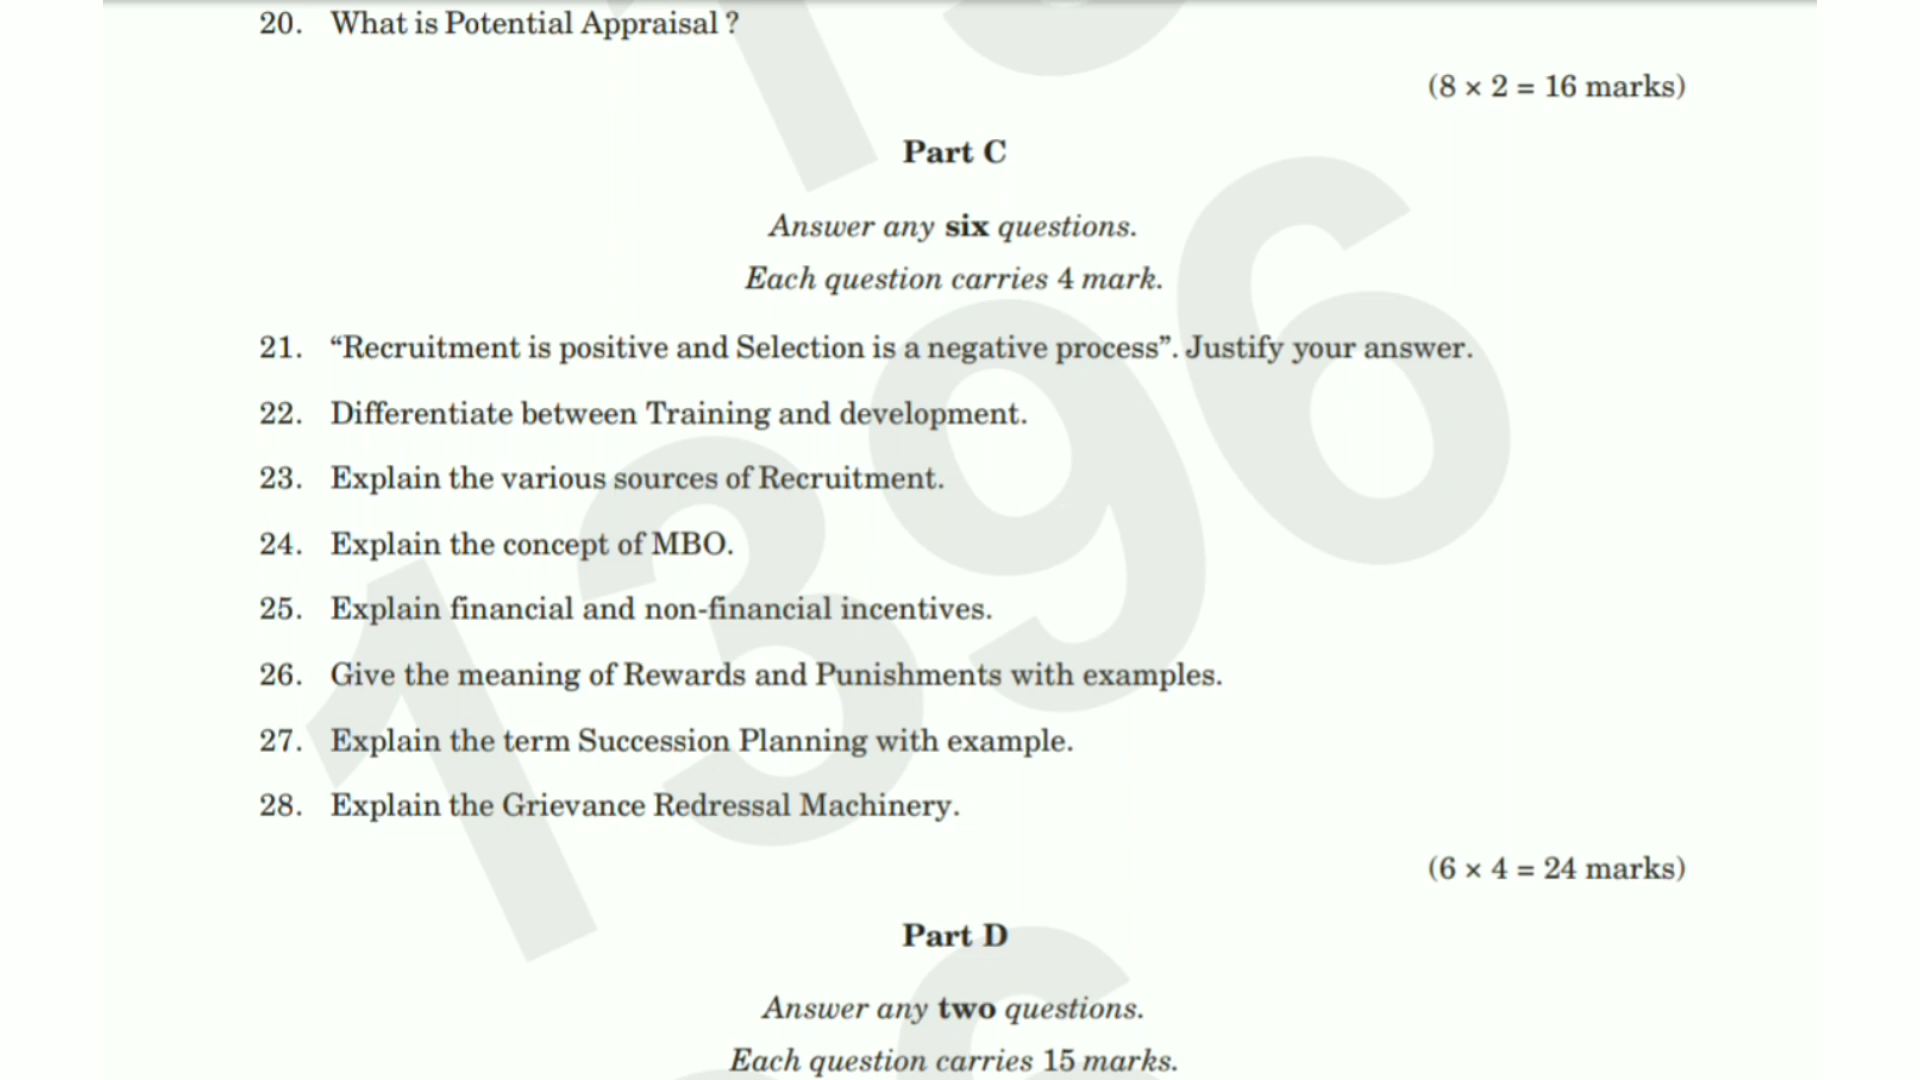 20. What is Potential Appraisal ?
(8 × 2 = 16 marks)
Part C
Answer any six questions.
Each question carries 4 mark.
21. “Recruitment is positive and Selection is a negative process”. Justify your answer.
22. Differentiate between Training and development.
23. Explain the various sources of Recruitment.
24. Explain the concept of MBO.
25. Explain financial and non-financial incentives.
26. Give the meaning of Rewards and Punishments with examples.
27. Explain the term Succession Planning with example.
28. Explain the Grievance Redressal Machinery.
(6 × 4 = 24 marks)
Part D
Answer any two questions.
Each question carries 15 marks.
1396